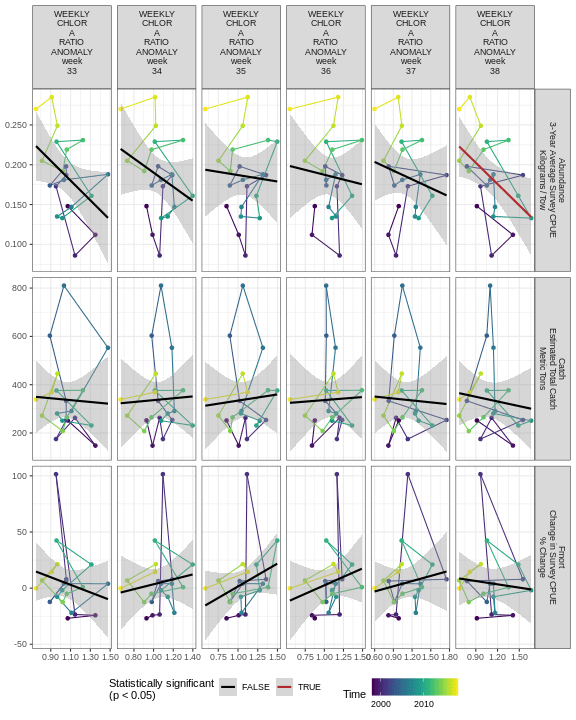 WEEKLY WEEKLY WEEKLY WEEKLY WEEKLY WEEKLY
CHLOR CHLOR CHLOR CHLOR CHLOR CHLOR
A A A A A A
RATIO RATIO RATIO RATIO RATIO RATIO
ANOMALY ANOMALY ANOMALY ANOMALY ANOMALY ANOMALY
week week week week week week
33 34 35 36 37 38
0.250
0.200
0.150
0.100
Abundance
3-Year Average Survey CPUE
Kilograms / Tow
800
600
400
200
Catch
Estimated Total Catch
Metric Tons
100
50
0
-50
Fmort
Change in Survey CPUE
% Change
0.90 1.10 1.30 1.50
0.80 1.00 1.20 1.40
0.75 1.00 1.25 1.50
0.75 1.00 1.25 1.50
0.60 0.90 1.20 1.50 1.80
0.90 1.20 1.50
Statistically significant
(p < 0.05)
FALSE TRUE
Time
2000 2010